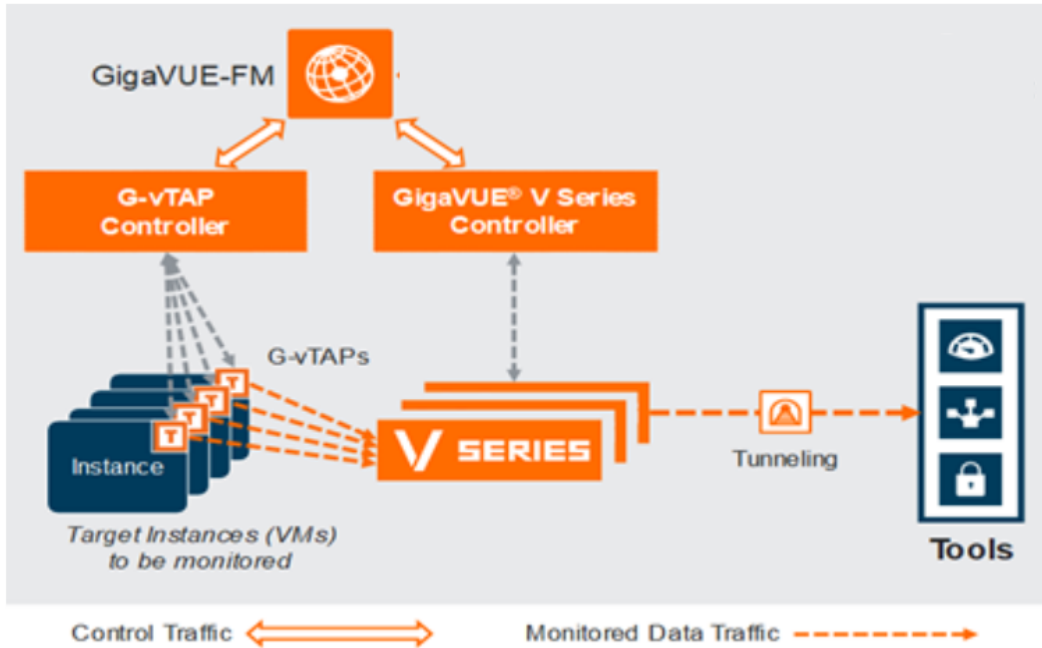 GigaVUE-FM
G-vTAP
Controller
GigaVUE® V Series
Controller
G-vTAPs
T
T
T
T
Instance
V SERIES
Tunneling
Target Instances (VMs)
to be monitored
Tools
Control Traffic
Monitored Data Traffic